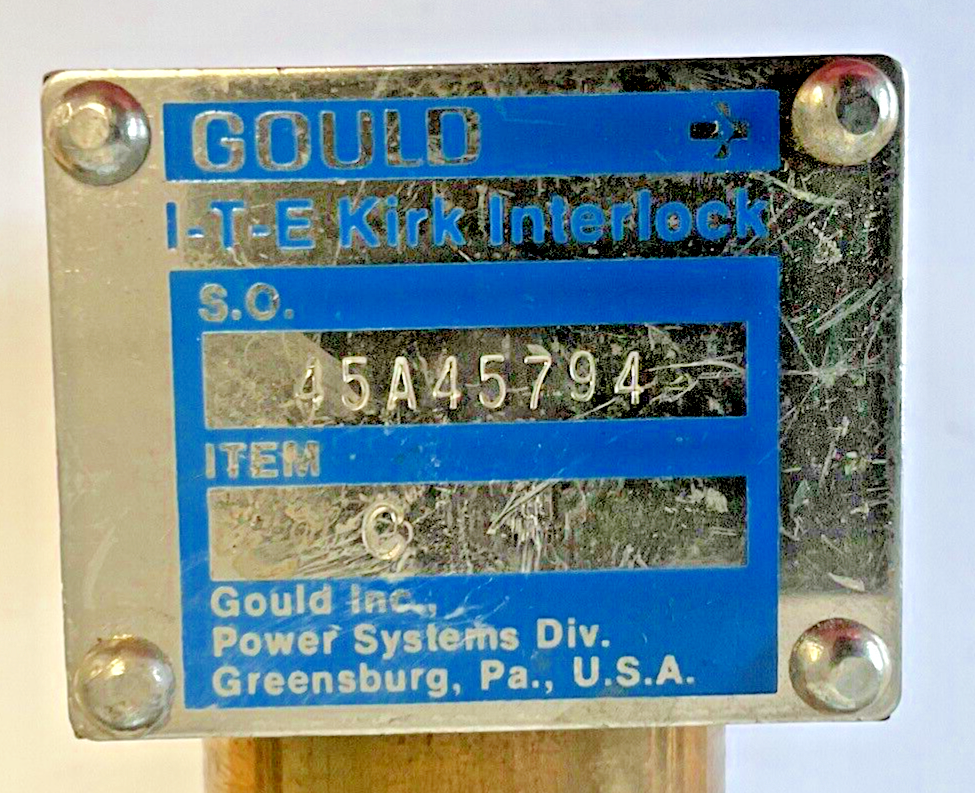 GOULD
I-T-E Kirk Interlock
S.O.
45A45794
ITEM
C
Gould Inc.,
Power Systems Div.
Greensburg, Pa., U.S.A.